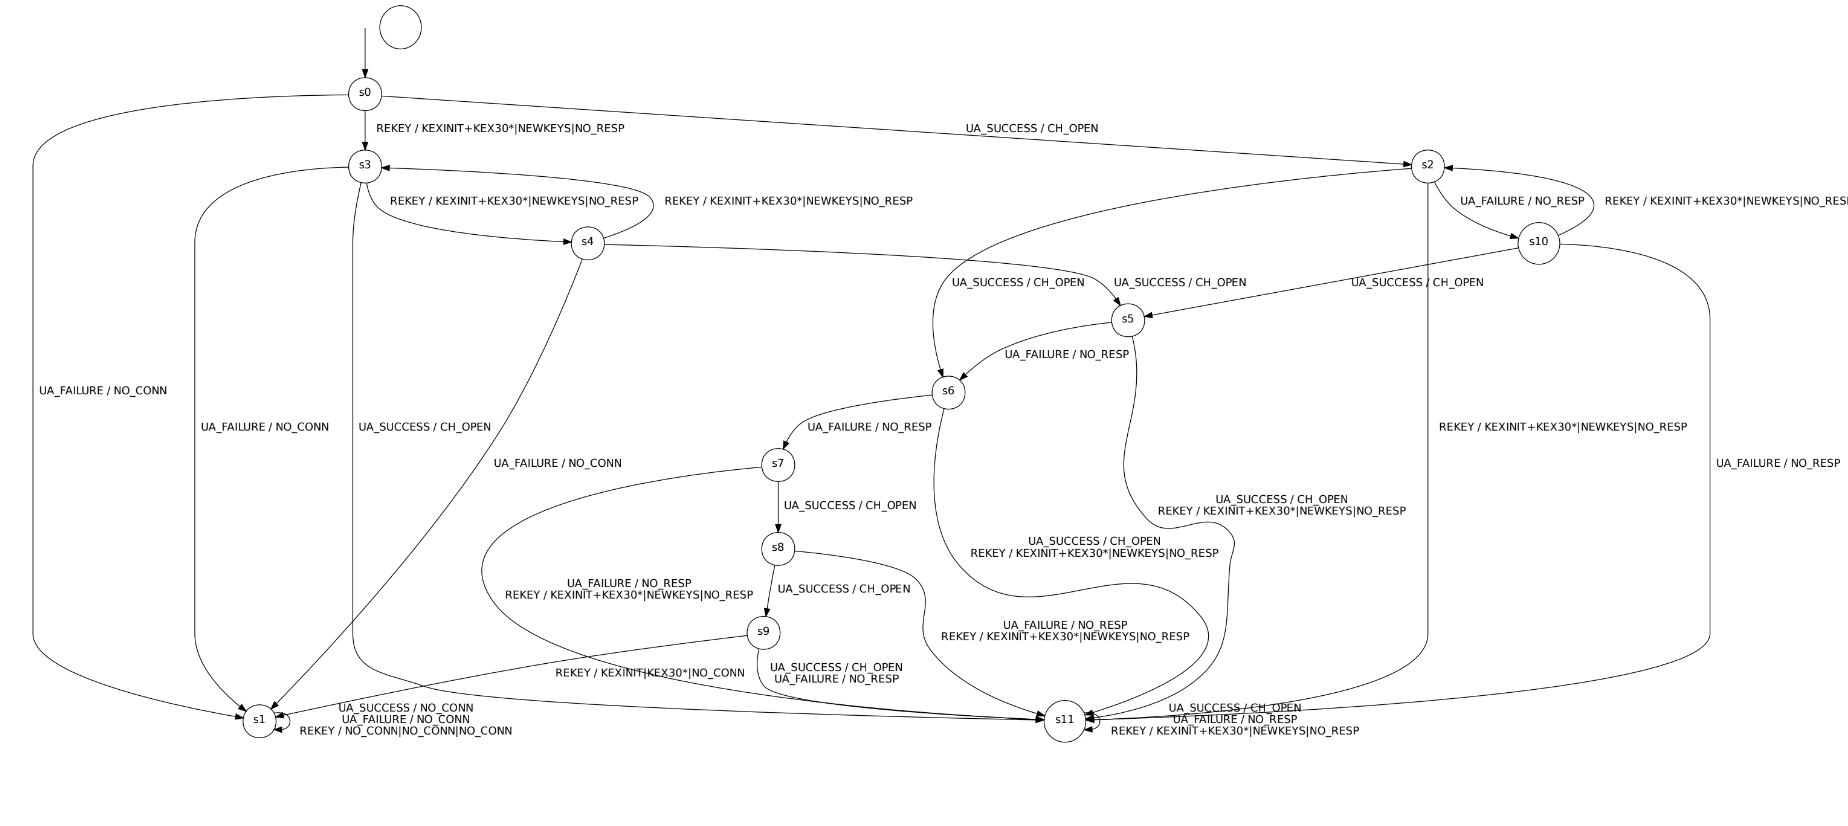 s0
REKEY / KEXINIT+KEX30*|NEWKEYS|NO_RESP
UA_SUCCESS / CH_OPEN
s3
s2
REKEY / KEXINIT+KEX30*|NEWKEYS|NO_RESP
REKEY / KEXINIT+KEX30*|NEWKEYS|NO_RESP
UA_FAILURE / NO_RESP
REKEY / KEXINIT+KEX30*|NEWKEYS|NO_RES
s4
s10
UA_SUCCESS / CH_OPEN
UA_SUCCESS / CH_OPEN
UA_SUCCESS / CH_OPEN
s5
UA_FAILURE / NO_RESP
UA_FAILURE / NO_CONN
s6
UA_FAILURE / NO_CONN
UA_SUCCESS / CH_OPEN
UA_FAILURE / NO_RESP
REKEY / KEXINIT+KEX30*|NEWKEYS|NO_RESP
UA_FAILURE / NO_CONN
s7
UA_FAILURE / NO_RESP
UA_SUCCESS / CH_OPEN
UA_SUCCESS / CH_OPEN
REKEY / KEXINIT+KEX30*|NEWKEYS|NO_RESP
s8
UA_SUCCESS / CH_OPEN
REKEY / KEXINIT+KEX30*|NEWKEYS|NO_RESP
UA_FAILURE / NO_RESP
REKEY / KEXINIT+KEX30*|NEWKEYS|NO_RESP
UA_SUCCESS / CH_OPEN
s9
UA_FAILURE / NO_RESP
REKEY / KEXINIT+KEX30*|NEWKEYS|NO_RESP
REKEY / KEXINIT|KEX30*|NO_CONN
UA_SUCCESS / CH_OPEN
UA_FAILURE / NO_RESP
s1
UA_SUCCESS / NO_CONN
UA_FAILURE / NO_CONN
REKEY / NO_CONN|NO_CONN|NO_CONN
s11
UA_SUCCESS / CH_OPEN
UA_FAILURE / NO_RESP
REKEY / KEXINIT+KEX30*|NEWKEYS|NO_RESP